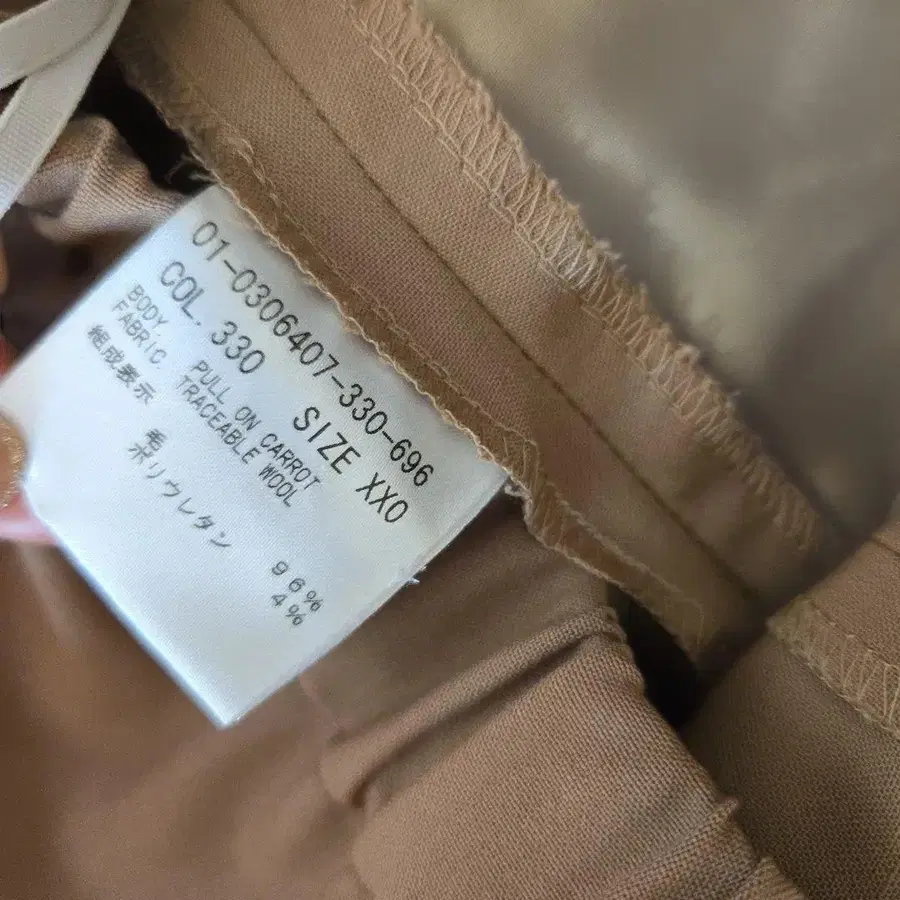 01-0306407-330-696
COL. 330 SIZE XXO
BODY. PULL ON CARROT
FABRIC. TRACEABLE WOOL
組成表示
毛 96%
ポリウレタン 4%